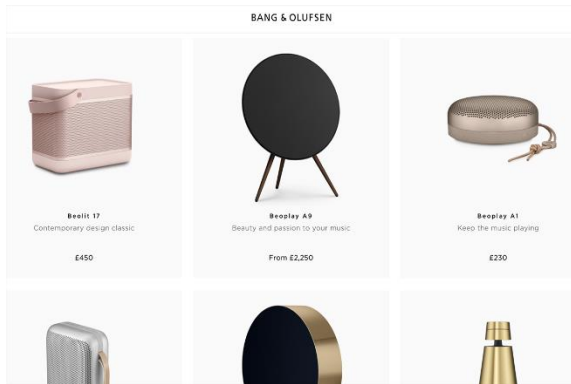 BANG & OLUFSEN
Beolit 17
Contemporary design classic
£450
Beoplay A9
Beauty and passion to your music
From £2,250
Beoplay A1
Keep the music playing
£230